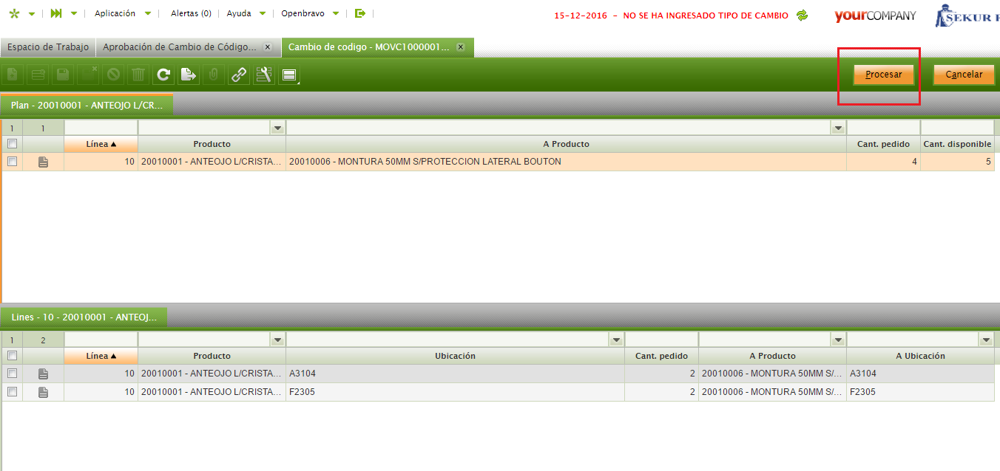 Aplicación Alertas (0) Ayuda Openbravo 15-12-2016 - NO SE HA INGRESADO TIPO DE CAMBIO yourCOMPANY SEKUR
Espacio de Trabajo Aprobación de Cambio de Código... x Cambio de codigo - MOVC1000001... x
Procesar Cancelar
Plan - 20010001 - ANTEOJO L/CR...
1 1
Línea Producto A Producto Cant. pedido Cant. disponible
10 20010001 - ANTEOJO L/CRISTA... 20010006 - MONTURA 50MM S/PROTECCION LATERAL BOUTON 4 5
Lines - 10 - 20010001 - ANTEOJ...
1 2
Línea Producto Ubicación Cant. pedido A Producto A Ubicación
10 20010001 - ANTEOJO L/CRISTA... A3104 2 20010006 - MONTURA 50MM S/... A3104
10 20010001 - ANTEOJO L/CRISTA... F2305 2 20010006 - MONTURA 50MM S/... F2305